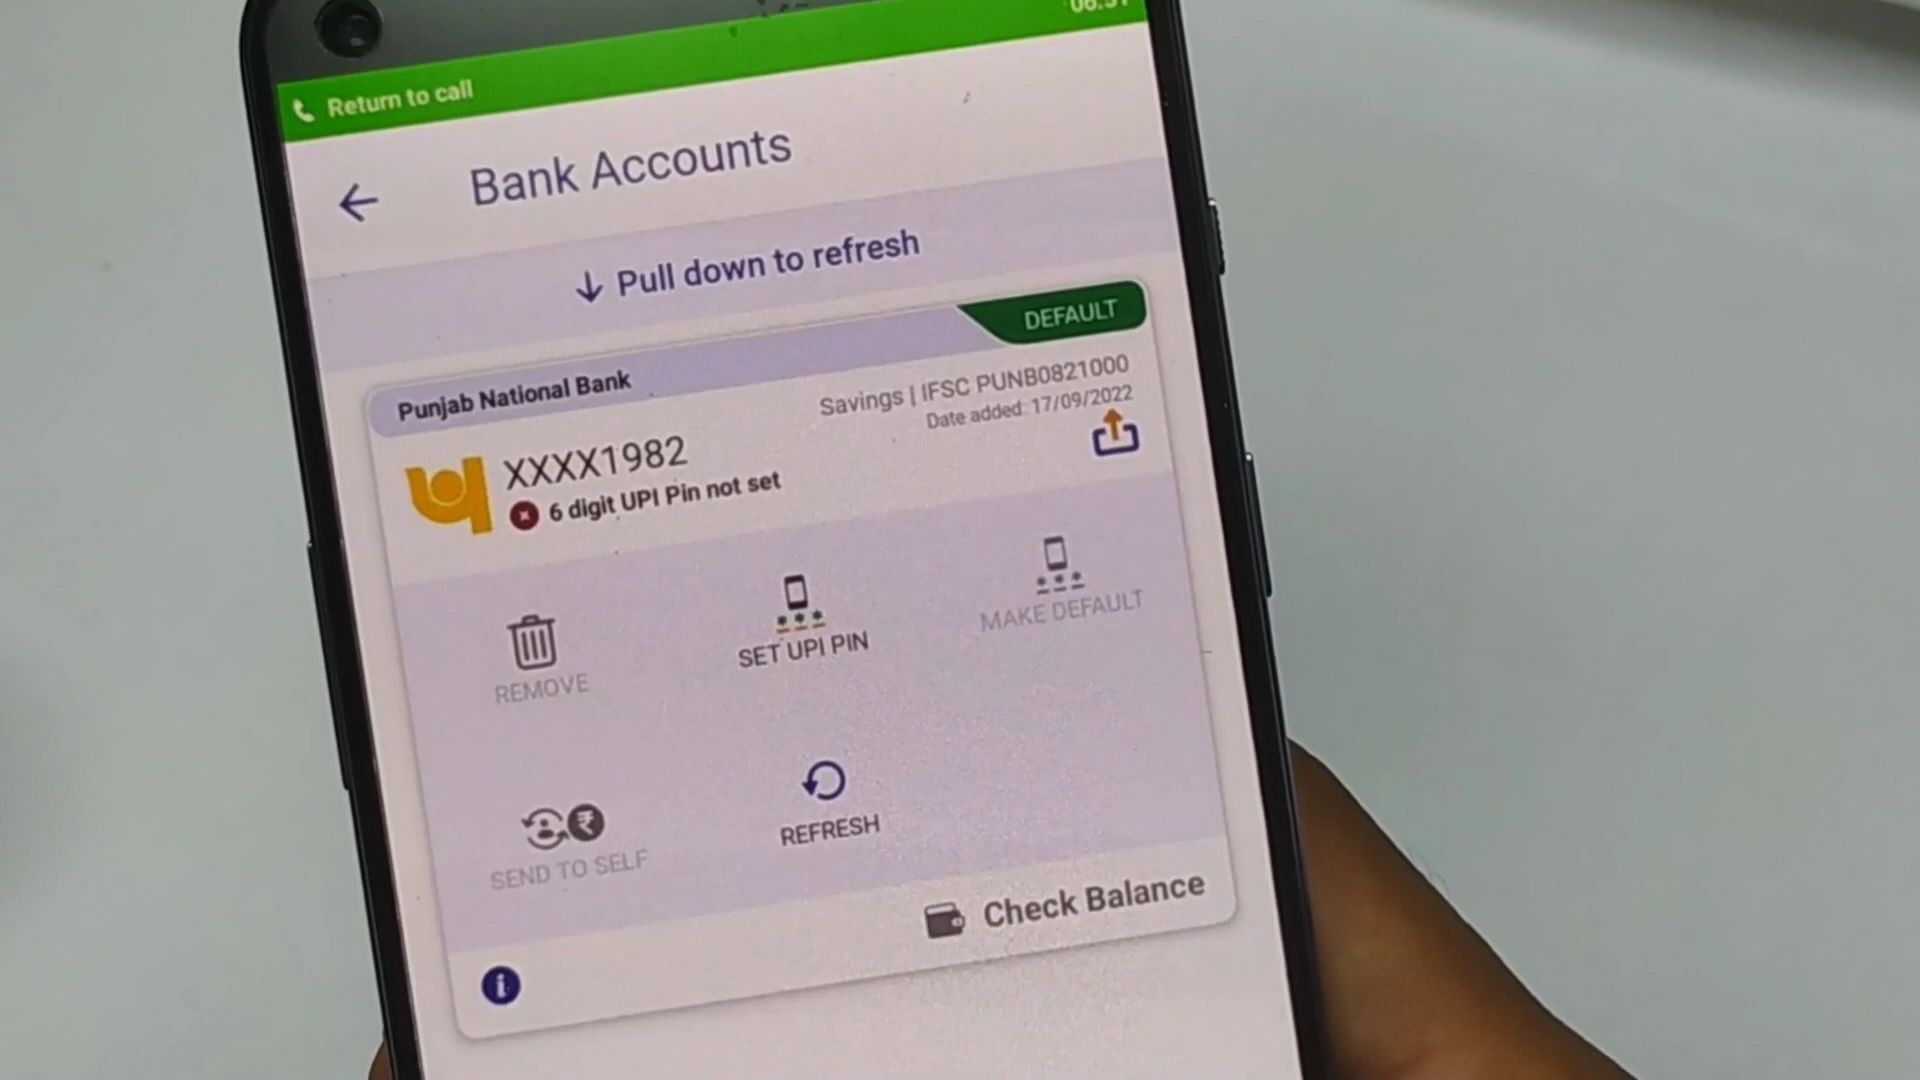 Return to call
Bank Accounts
Pull down to refresh
DEFAULT
Punjab National Bank
Savings | IFSC PUNB0821000
Date added: 17/09/2022
XXXX1982
6 digit UPI Pin not set
REMOVE
SET UPI PIN
MAKE DEFAULT
SEND TO SELF
REFRESH
Check Balance